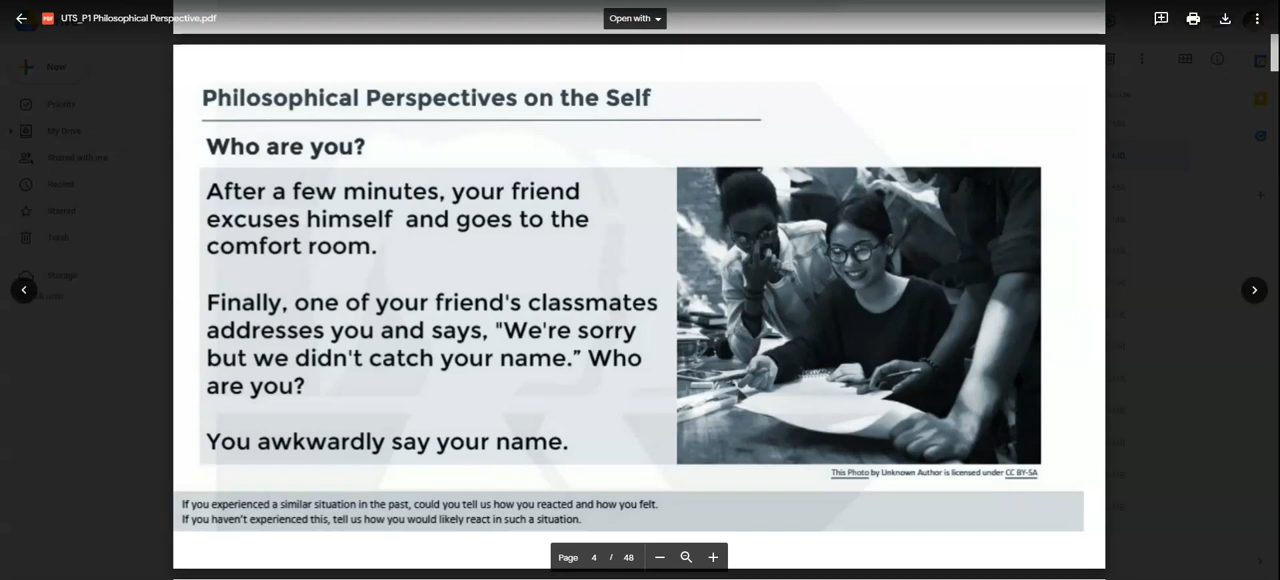 UTS_P1 Philosophical Perspective.pdf
Open with
New
Private
My Drive
Shared with me
Recent
Starred
Trash
Storage
Philosophical Perspectives on the Self
Who are you?
After a few minutes, your friend
excuses himself and goes to the
comfort room.
Finally, one of your friend's classmates
addresses you and says, "We're sorry
but we didn't catch your name.” Who
are you?
You awkwardly say your name.
This Photo by Unknown Author is licensed under CC BY-SA
If you experienced a similar situation in the past, could you tell us how you reacted and how you felt.
If you haven't experienced this, tell us how you would likely react in such a situation.
Page 4 / 48